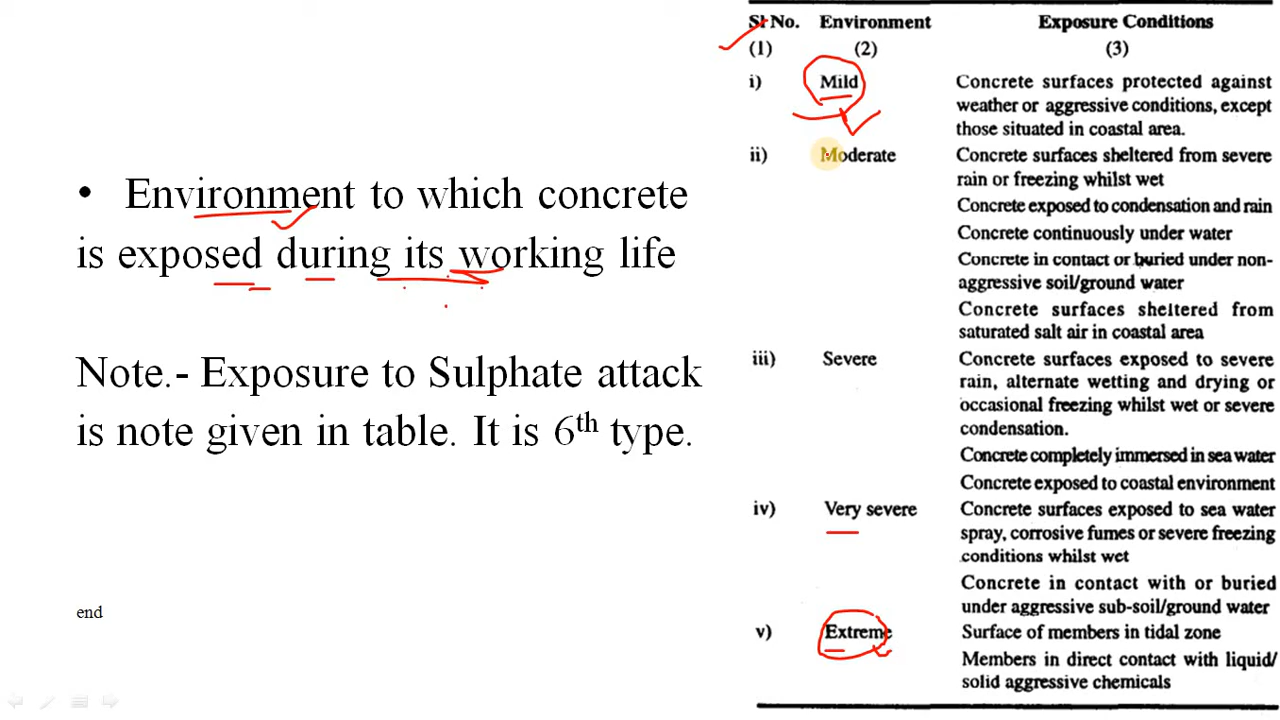 • Environment to which concrete
is exposed during its working life
Note.- Exposure to Sulphate attack
is note given in table. It is 6th type.
end
Sl No. Environment Exposure Conditions
(1) (2) (3)
i) Mild Concrete surfaces protected against
weather or aggressive conditions, except
those situated in coastal area.
ii) Moderate Concrete surfaces sheltered from severe
rain or freezing whilst wet
Concrete exposed to condensation and rain
Concrete continuously under water
Concrete in contact or buried under non-
aggressive soil/ground water
Concrete surfaces sheltered from
saturated salt air in coastal area
iii) Severe Concrete surfaces exposed to severe
rain, alternate wetting and drying or
occasional freezing whilst wet or severe
condensation.
Concrete completely immersed in sea water
Concrete exposed to coastal environment
iv) Very severe Concrete surfaces exposed to sea water
spray, corrosive fumes or severe freezing
conditions whilst wet
Concrete in contact with or buried
under aggressive sub-soil/ground water
v) Extreme Surface of members in tidal zone
Members in direct contact with liquid/
solid aggressive chemicals